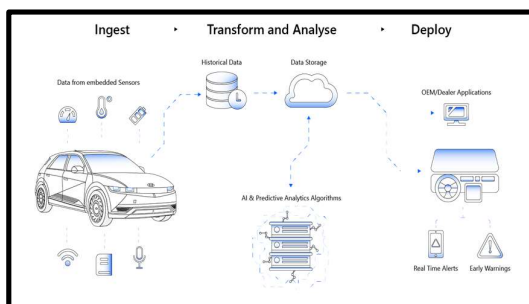 Ingest
Transform and Analyse
Deploy
Data from embedded Sensors
Historical Data
Data Storage
OEM/Dealer Applications
AI & Predictive Analytics Algorithms
Real Time Alerts
Early Warnings